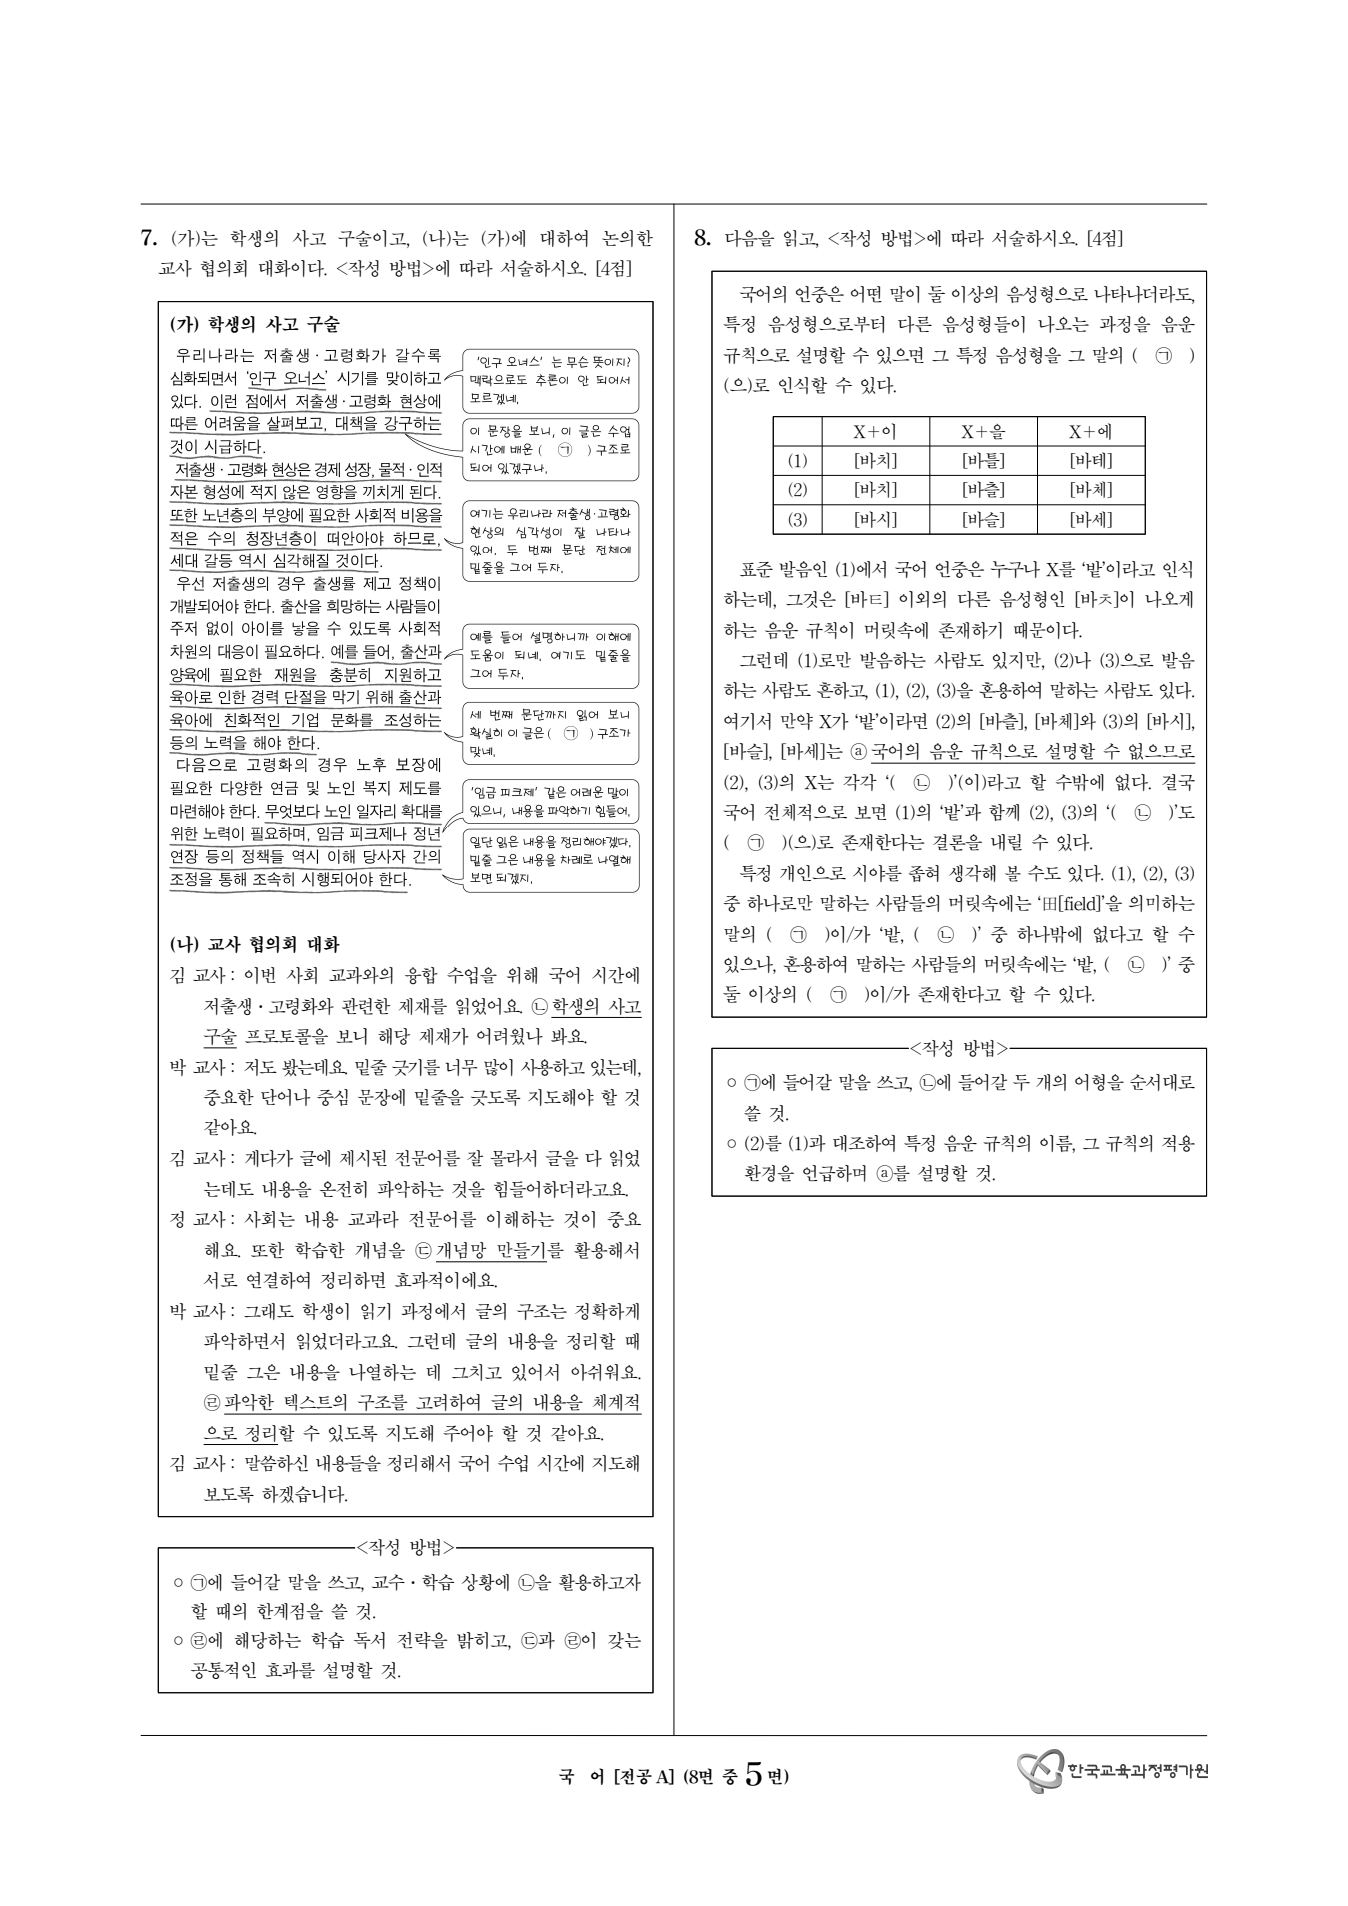 7. (가)는 학생의 사고 구술이고, (나)는 (가)에 대하여 논의한
교사 협의회 대화이다. <작성 방법>에 따라 서술하시오. [4점]
(가) 학생의 사고 구술
우리나라는 저출생·고령화가 갈수록
심화되면서 '인구 오너스' 시기를 맞이하고
있다. 이런 점에서 저출생·고령화 현상에
따른 어려움을 살펴보고, 대책을 강구하는
것이 시급하다.
저출생·고령화 현상은 경제 성장, 물적·인적
자본 형성에 적지 않은 영향을 끼치게 된다.
또한 노년층의 부양에 필요한 사회적 비용을
적은 수의 청장년층이 떠안아야 하므로,
세대 갈등 역시 심각해질 것이다.
우선 저출생의 경우 출생률 제고 정책이
개발되어야 한다. 출산을 희망하는 사람들이
주저 없이 아이를 낳을 수 있도록 사회적
차원의 대응이 필요하다. 예를 들어, 출산과
양육에 필요한 재원을 충분히 지원하고
육아로 인한 경력 단절을 막기 위해 출산과
육아에 친화적인 기업 문화를 조성하는
등의 노력을 해야 한다.
다음으로 고령화의 경우 노후 보장에
필요한 다양한 연금 및 노인 복지 제도를
마련해야 한다. 무엇보다 노인 일자리 확대를
위한 노력이 필요하며, 임금 피크제나 정년
연장 등의 정책들 역시 이해 당사자 간의
조정을 통해 조속히 시행되어야 한다.
'인구 오너스'는 무슨 뜻이지?
맥락으로도 추론이 안 되어서
모르겠네.
이 문장을 보니, 이 글은 수업
시간에 배운 ( ㉠ ) 구조로
되어 있겠구나.
여기는 우리나라 저출생·고령화
현상의 심각성이 잘 나타나
있어. 두 번째 문단 전체에
밑줄을 그어 두자.
예를 들어 설명하니까 이해에
도움이 되네. 여기도 밑줄을
그어 두자.
세 번째 문단까지 읽어 보니
확실히 이 글은 ( ㉠ ) 구조가
맞네.
'임금 피크제' 같은 어려운 말이
있으니, 내용을 파악하기 힘들어.
일단 읽은 내용을 정리해야겠다.
밑줄 그은 내용을 차례로 나열해
보면 되겠지.
(나) 교사 협의회 대화
김 교사 : 이번 사회 교과와의 융합 수업을 위해 국어 시간에
저출생·고령화와 관련한 제재를 읽었어요. ㉡학생의 사고
구술 프로토콜을 보니 해당 제재가 어려웠나 봐요.
박 교사 : 저도 봤는데요. 밑줄 긋기를 너무 많이 사용하고 있는데,
중요한 단어나 중심 문장에 밑줄을 긋도록 지도해야 할 것
같아요.
김 교사 : 게다가 글에 제시된 전문어를 잘 몰라서 글을 다 읽었
는데도 내용을 온전히 파악하는 것을 힘들어하더라고요.
정 교사 : 사회는 내용 교과라 전문어를 이해하는 것이 중요
해요. 또한 학습한 개념을 ㉢개념망 만들기를 활용해서
서로 연결하여 정리하면 효과적이에요.
박 교사 : 그래도 학생이 읽기 과정에서 글의 구조는 정확하게
파악하면서 읽었더라고요. 그런데 글의 내용을 정리할 때
밑줄 그은 내용을 나열하는 데 그치고 있어서 아쉬워요.
㉣파악한 텍스트의 구조를 고려하여 글의 내용을 체계적
으로 정리할 수 있도록 지도해 주어야 할 것 같아요.
김 교사 : 말씀하신 내용들을 정리해서 국어 수업 시간에 지도해
보도록 하겠습니다.
<작성 방법>
○ ㉠에 들어갈 말을 쓰고, 교수·학습 상황에 ㉡을 활용하고자
할 때의 한계점을 쓸 것.
○ ㉣에 해당하는 학습 독서 전략을 밝히고, ㉢과 ㉣이 갖는
공통적인 효과를 설명할 것.
8. 다음을 읽고, <작성 방법>에 따라 서술하시오. [4점]
국어의 언중은 어떤 말이 둘 이상의 음성형으로 나타나더라도,
특정 음성형으로부터 다른 음성형들이 나오는 과정을 음운
규칙으로 설명할 수 있으면 그 특정 음성형을 그 말의 ( ㉠ )
(으)로 인식할 수 있다.
X+이 X+을 X+에
(1) [바치] [바틀] [바테]
(2) [바치] [바츨] [바체]
(3) [바시] [바슬] [바세]
표준 발음인 (1)에서 국어 언중은 누구나 X를 '밭'이라고 인식
하는데, 그것은 [바ㅌ] 이외의 다른 음성형인 [바ㅊ]이 나오게
하는 음운 규칙이 머릿속에 존재하기 때문이다.
그런데 (1)로만 발음하는 사람도 있지만, (2)나 (3)으로 발음
하는 사람도 흔하고, (1), (2), (3)을 혼용하여 말하는 사람도 있다.
여기서 만약 X가 '밭'이라면 (2)의 [바츨], [바체]와 (3)의 [바시],
[바슬], [바세]는 ⓐ국어의 음운 규칙으로 설명할 수 없으므로
(2), (3)의 X는 각각 '( ㉡ )'(이)라고 할 수밖에 없다. 결국
국어 전체적으로 보면 (1)의 '밭'과 함께 (2), (3)의 '( ㉡ )'도
( ㉠ )(으)로 존재한다는 결론을 내릴 수 있다.
특정 개인으로 시야를 좁혀 생각해 볼 수도 있다. (1), (2), (3)
중 하나로만 말하는 사람들의 머릿속에는 '田[field]'을 의미하는
말의 ( ㉠ )이/가 '밭, ( ㉡ )' 중 하나밖에 없다고 할 수
있으나, 혼용하여 말하는 사람들의 머릿속에는 '밭, ( ㉡ )' 중
둘 이상의 ( ㉠ )이/가 존재한다고 할 수 있다.
<작성 방법>
○ ㉠에 들어갈 말을 쓰고, ㉡에 들어갈 두 개의 어형을 순서대로
쓸 것.
○ (2)를 (1)과 대조하여 특정 음운 규칙의 이름, 그 규칙의 적용
환경을 언급하며 ⓐ를 설명할 것.
국 어 [전공 A] (8면 중 5 면)
한국교육과정평가원